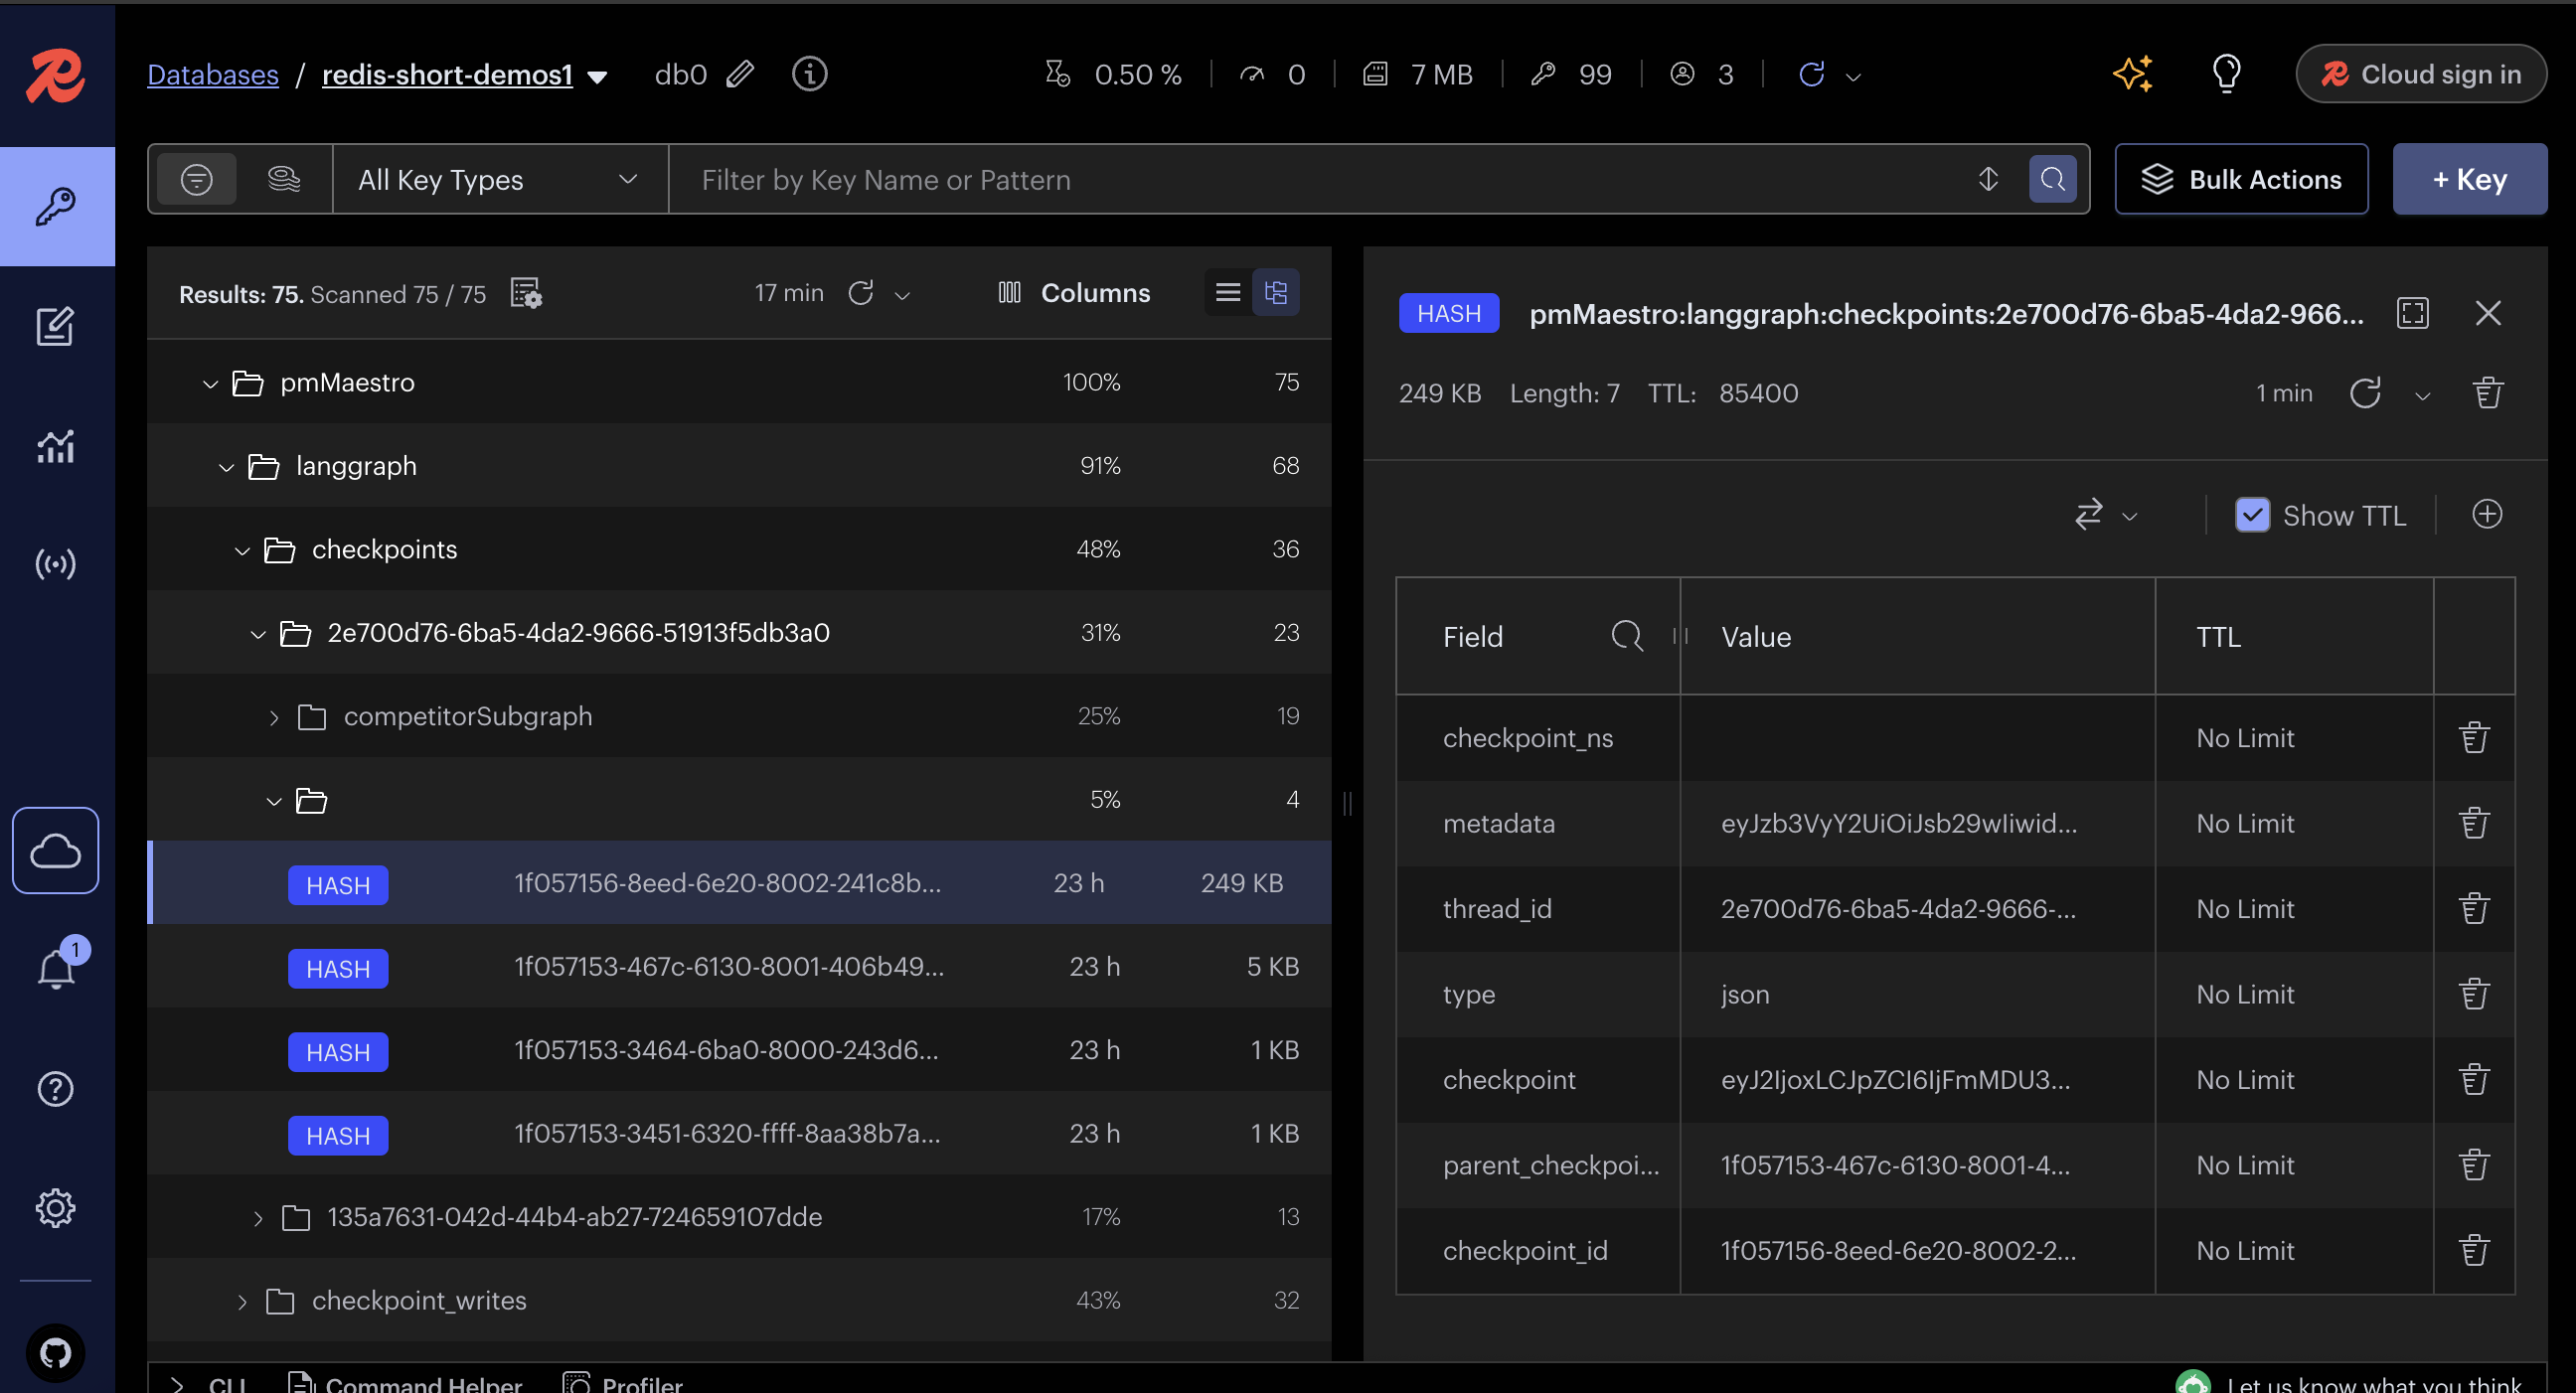 Databases / redis-short-demos1 db0 0.50 % 0 7 MB 99 3 Cloud sign in
All Key Types Filter by Key Name or Pattern Bulk Actions + Key
Results: 75. Scanned 75 / 75 17 min Columns
pmMaestro 100% 75
langgraph 91% 68
checkpoints 48% 36
2e700d76-6ba5-4da2-9666-51913f5db3a0 31% 23
competitorSubgraph 25% 19
5% 4
HASH 1f057156-8eed-6e20-8002-241c8b... 23 h 249 KB
HASH 1f057153-467c-6130-8001-406b49... 23 h 5 KB
HASH 1f057153-3464-6ba0-8000-243d6... 23 h 1 KB
HASH 1f057153-3451-6320-ffff-8aa38b7a... 23 h 1 KB
135a7631-042d-44b4-ab27-724659107dde 17% 13
checkpoint_writes 43% 32
HASH pmMaestro:langgraph:checkpoints:2e700d76-6ba5-4da2-966...
249 KB Length: 7 TTL: 85400 1 min
Show TTL
Field Value TTL
checkpoint_ns No Limit
metadata eyJzb3VyY2UiOiJsb29wIiwid... No Limit
thread_id 2e700d76-6ba5-4da2-9666-... No Limit
type json No Limit
checkpoint eyJ2IjoxLCJpZCI6IjFmMDU3... No Limit
parent_checkpoi... 1f057153-467c-6130-8001-4... No Limit
checkpoint_id 1f057156-8eed-6e20-8002-2... No Limit
1
CLI Command Helper Profiler Let us know what you think